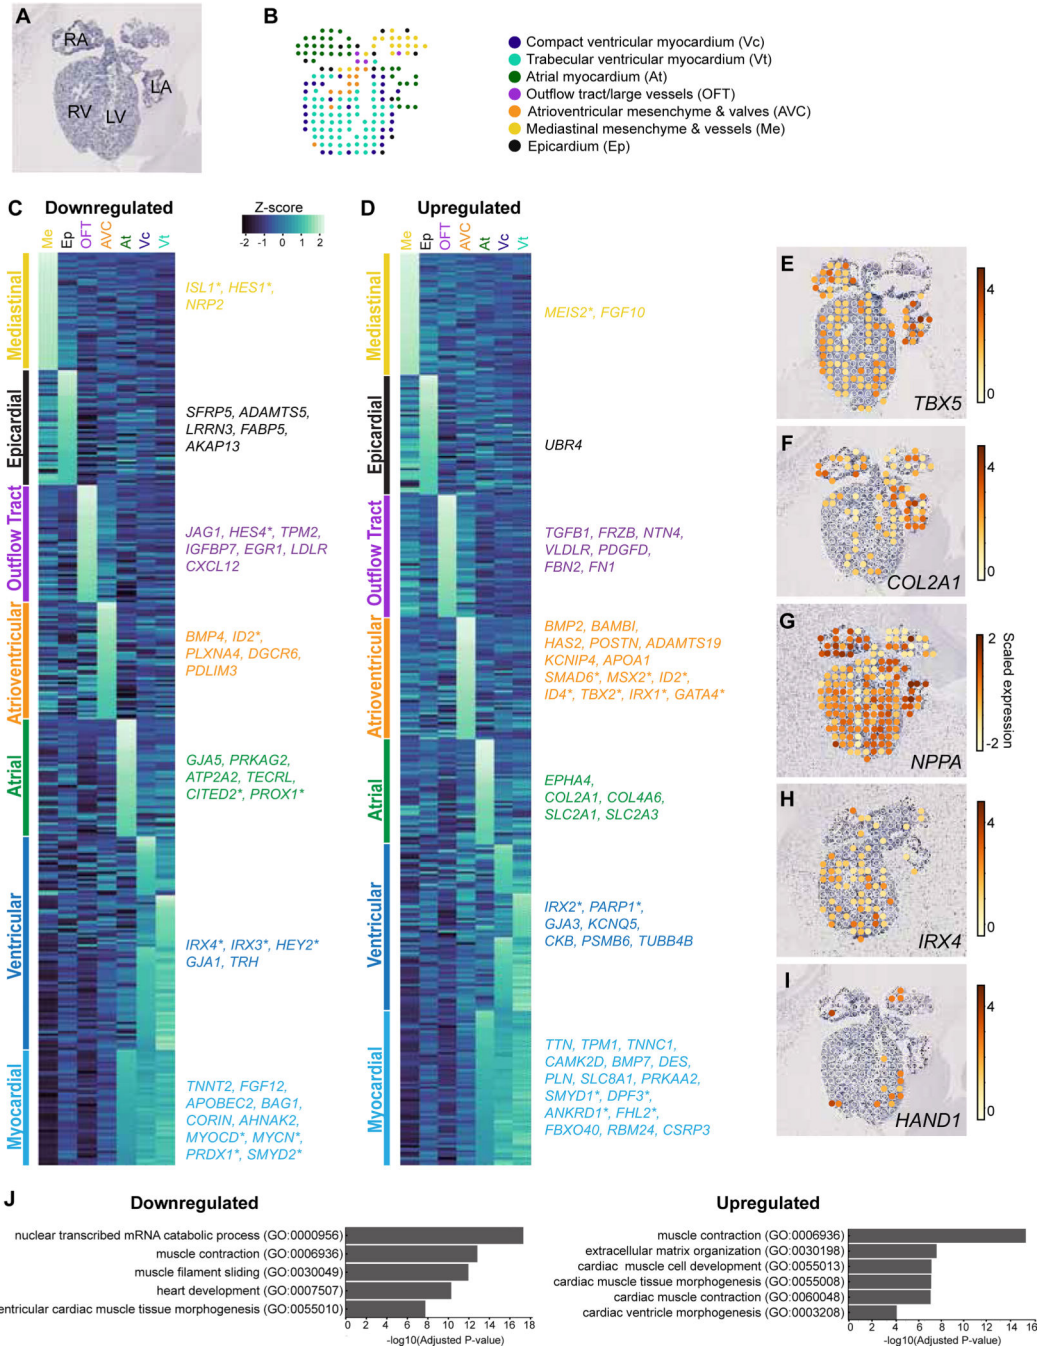 A
RA
LA
RV
LV
B
Compact ventricular myocardium (Vc)
Trabecular ventricular myocardium (Vt)
Atrial myocardium (At)
Outflow tract/large vessels (OFT)
Atrioventricular mesenchyme & valves (AVC)
Mediastinal mesenchyme & vessels (Me)
Epicardium (Ep)
C
Downregulated
Z-score
-2 -1 0 1 2
Me Ep OFT AVC At Vc Vt
Mediastinal
ISL1*, HES1*,
NRP2
Epicardial
SFRP5, ADAMTS5,
LRRN3, FABP5,
AKAP13
Outflow Tract
JAG1, HES4*, TPM2,
IGFBP7, EGR1, LDLR
CXCL12
Atrioventricular
BMP4, ID2*,
PLXNA4, DGCR6,
PDLIM3
Atrial
GJA5, PRKAG2,
ATP2A2, TECRL,
CITED2*, PROX1*
Ventricular
IRX4*, IRX3*, HEY2*
GJA1, TRH
Myocardial
TNNT2, FGF12,
APOBEC2, BAG1,
CORIN, AHNAK2,
MYOCD*, MYCN*,
PRDX1*, SMYD2*
D
Upregulated
Me Ep OFT AVC At Vc Vt
Mediastinal
MEIS2*, FGF10
Epicardial
UBR4
Outflow Tract
TGFB1, FRZB, NTN4,
VLDLR, PDGFD,
FBN2, FN1
Atrioventricular
BMP2, BAMBI,
HAS2, POSTN, ADAMTS19
KCNIP4, APOA1
SMAD6*, MSX2*, ID2*,
ID4*, TBX2*, IRX1*, GATA4*
Atrial
EPHA4,
COL2A1, COL4A6,
SLC2A1, SLC2A3
Ventricular
IRX2*, PARP1*,
GJA3, KCNQ5,
CKB, PSMB6, TUBB4B
Myocardial
TTN, TPM1, TNNC1,
CAMK2D, BMP7, DES,
PLN, SLC8A1, PRKAA2,
SMYD1*, DPF3*,
ANKRD1*, FHL2*,
FBXO40, RBM24, CSRP3
E
4
0
TBX5
F
4
0
COL2A1
G
2
-2
Scaled expression
NPPA
H
4
0
IRX4
I
4
0
HAND1
J
Downregulated
nuclear transcribed mRNA catabolic process (GO:0000956)
muscle contraction (GO:0006936)
muscle filament sliding (GO:0030049)
heart development (GO:0007507)
entricular cardiac muscle tissue morphogenesis (GO:0055010)
0 2 4 6 8 10 12 14 16 18
-log10(Adjusted P-value)
Upregulated
muscle contraction (GO:0006936)
extracellular matrix organization (GO:0030198)
cardiac muscle cell development (GO:0055013)
cardiac muscle tissue morphogenesis (GO:0055008)
cardiac muscle contraction (GO:0060048)
cardiac ventricle morphogenesis (GO:0003208)
0 2 4 6 8 10 12 14 16
-log10(Adjusted P-value)